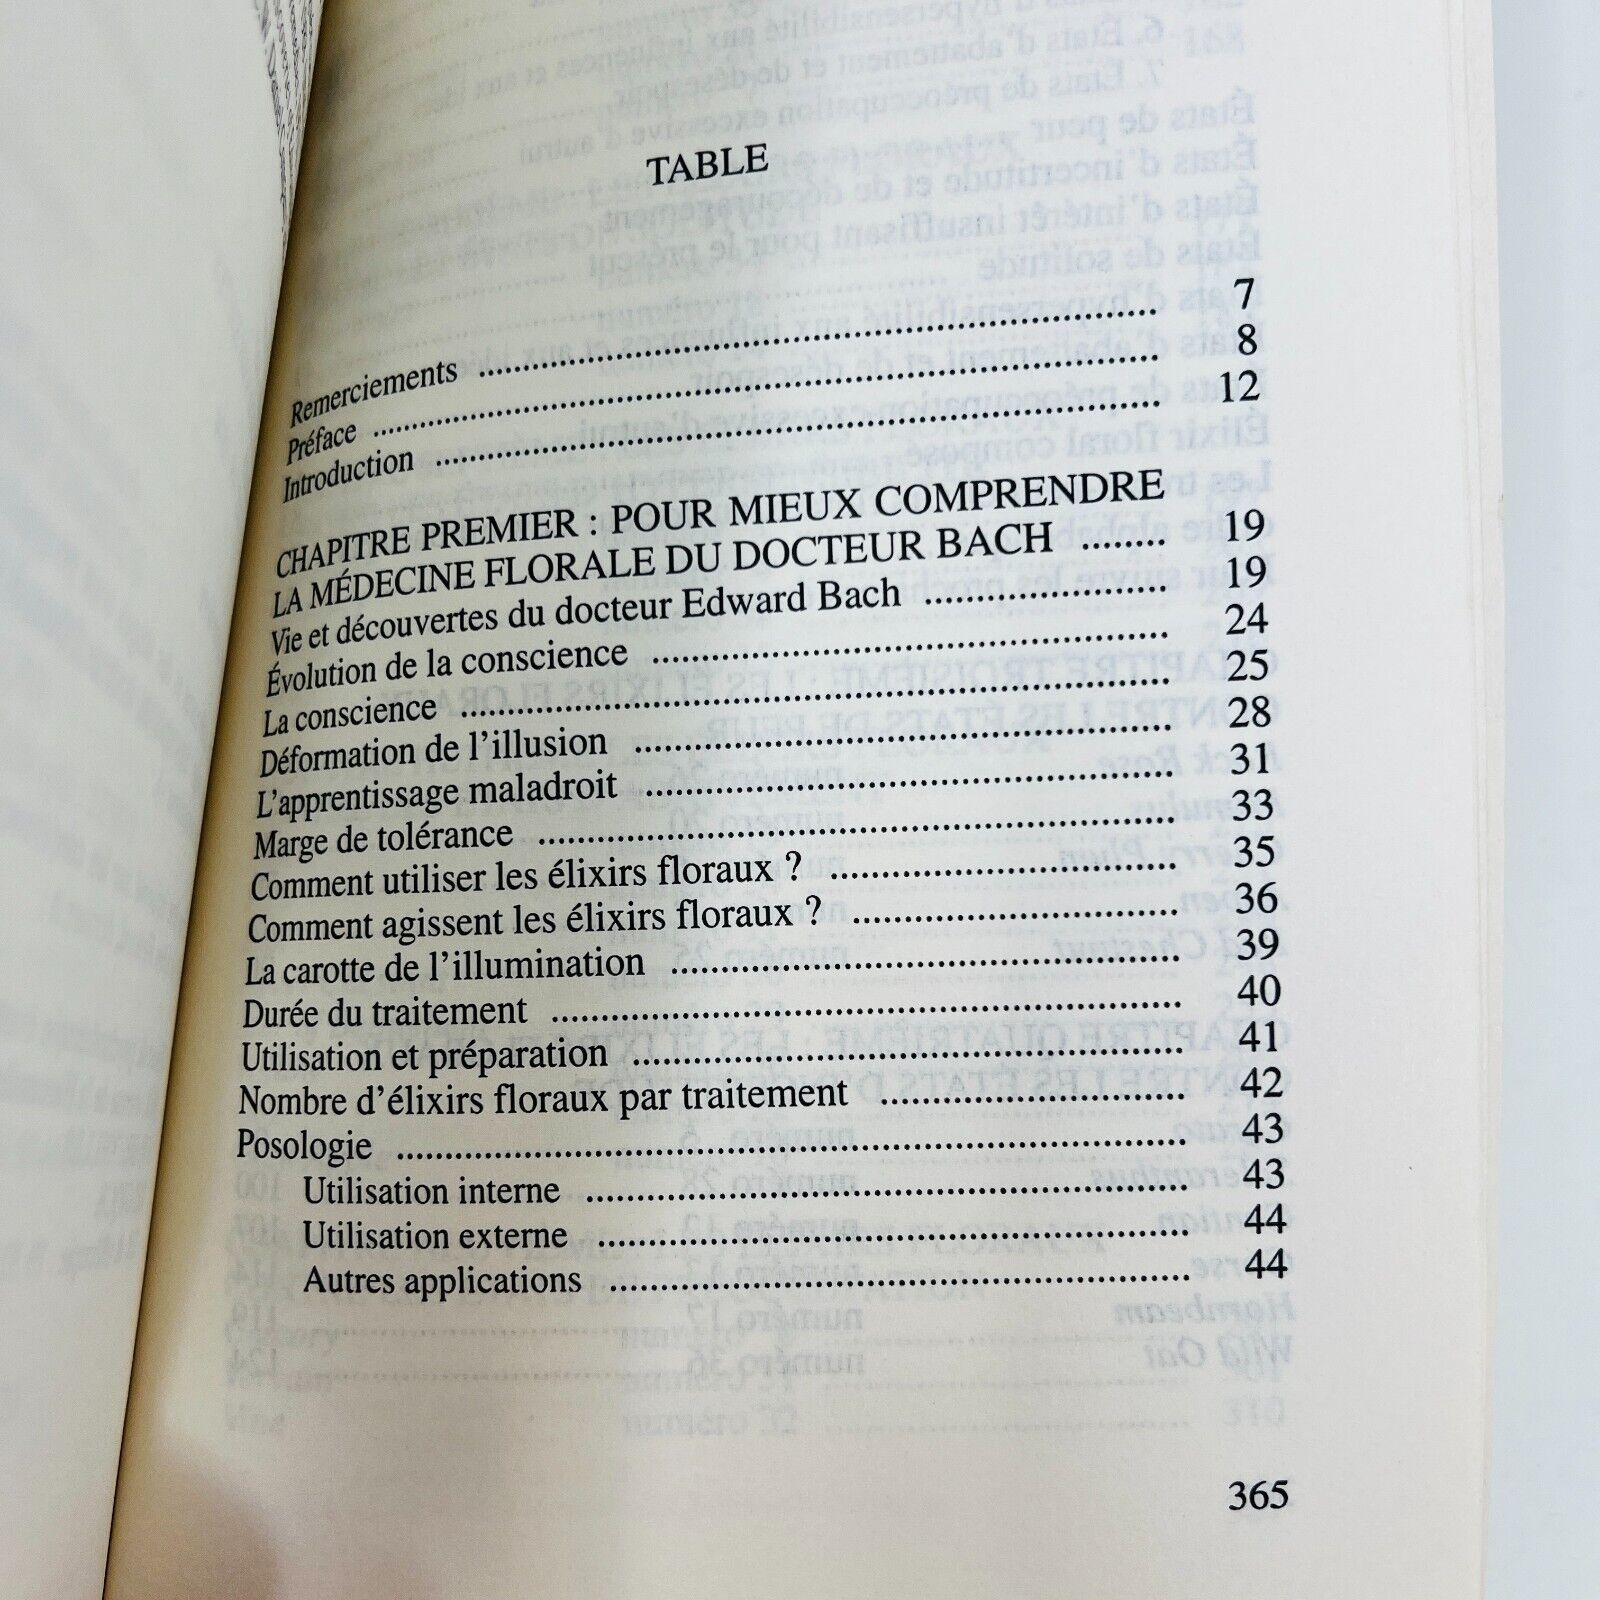 TABLE
Remerciements ........ 7
Préface ........ 8
Introduction ........ 12
CHAPITRE PREMIER : POUR MIEUX COMPRENDRE
LA MÉDECINE FLORALE DU DOCTEUR BACH ........ 19
Vie et découvertes du docteur Edward Bach ........ 19
Évolution de la conscience ........ 24
La conscience ........ 25
Déformation de l'illusion ........ 28
L'apprentissage maladroit ........ 31
Marge de tolérance ........ 33
Comment utiliser les élixirs floraux ? ........ 35
Comment agissent les élixirs floraux ? ........ 36
La carotte de l'illumination ........ 39
Durée du traitement ........ 40
Utilisation et préparation ........ 41
Nombre d'élixirs floraux par traitement ........ 42
Posologie ........ 43
Utilisation interne ........ 43
Utilisation externe ........ 44
Autres applications ........ 44
365